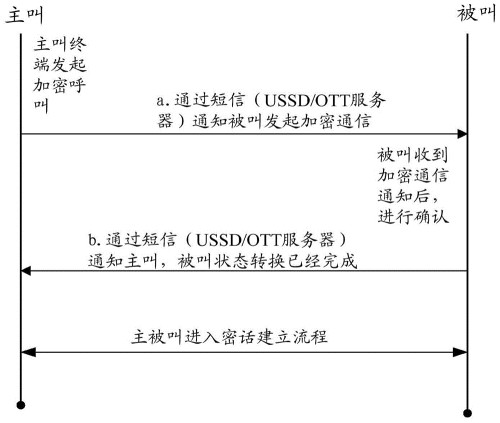 主叫
被叫
主叫终
端发起
加密呼
叫
a.通过短信（USSD/OTT服务
器）通知被叫发起加密通信
被叫收到
加密通信
通知后，
进行确认
b.通过短信（USSD/OTT服务器）
通知主叫，被叫状态转换已经完成
主被叫进入密话建立流程